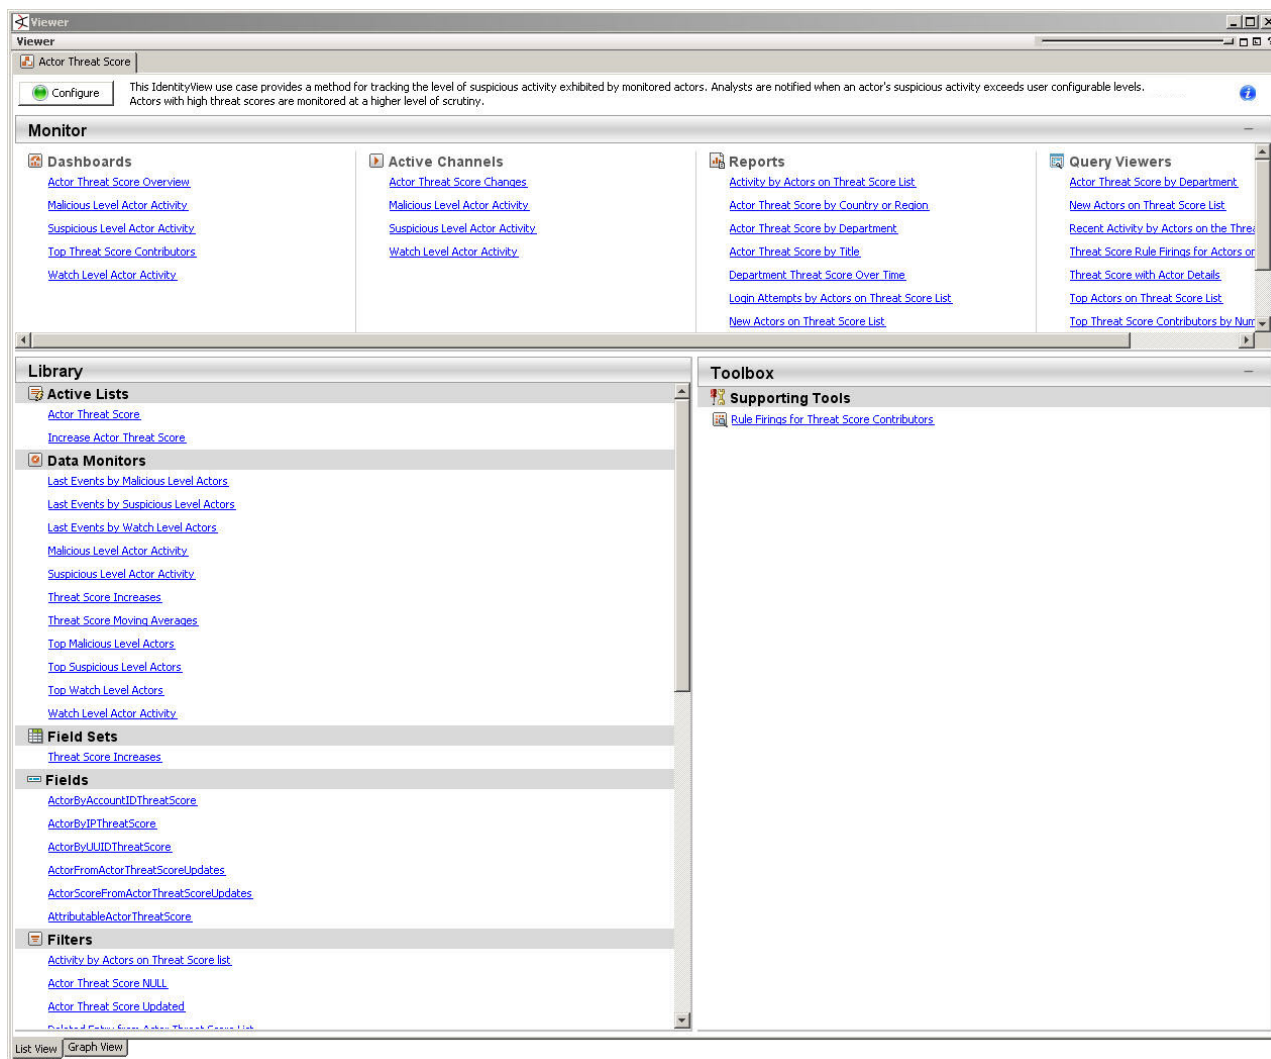 Viewer
Viewer
Actor Threat Score
Configure
This IdentityView use case provides a method for tracking the level of suspicious activity exhibited by monitored actors. Analysts are notified when an actor's suspicious activity exceeds user configurable levels.
Actors with high threat scores are monitored at a higher level of scrutiny.
Monitor
Dashboards
Actor Threat Score Overview
Malicious Level Actor Activity
Suspicious Level Actor Activity
Top Threat Score Contributors
Watch Level Actor Activity
Active Channels
Actor Threat Score Changes
Malicious Level Actor Activity
Suspicious Level Actor Activity
Watch Level Actor Activity
Reports
Activity by Actors on Threat Score List
Actor Threat Score by Country or Region
Actor Threat Score by Department
Actor Threat Score by Title
Department Threat Score Over Time
Login Attempts by Actors on Threat Score List
New Actors on Threat Score List
Query Viewers
Actor Threat Score by Department
New Actors on Threat Score List
Recent Activity by Actors on the Threa
Threat Score Rule Firings for Actors or
Threat Score with Actor Details
Top Actors on Threat Score List
Top Threat Score Contributors by Num
Library
Active Lists
Actor Threat Score
Increase Actor Threat Score
Data Monitors
Last Events by Malicious Level Actors
Last Events by Suspicious Level Actors
Last Events by Watch Level Actors
Malicious Level Actor Activity
Suspicious Level Actor Activity
Threat Score Increases
Threat Score Moving Averages
Top Malicious Level Actors
Top Suspicious Level Actors
Top Watch Level Actors
Watch Level Actor Activity
Field Sets
Threat Score Increases
Fields
ActorByAccountIDThreatScore
ActorByIPThreatScore
ActorByUUIDThreatScore
ActorFromActorThreatScoreUpdates
ActorScoreFromActorThreatScoreUpdates
AttributableActorThreatScore
Filters
Activity by Actors on Threat Score list
Actor Threat Score NULL
Actor Threat Score Updated
Deleted Entry from Actor Threat Score List
Toolbox
Supporting Tools
Rule Firings for Threat Score Contributors
List View
Graph View